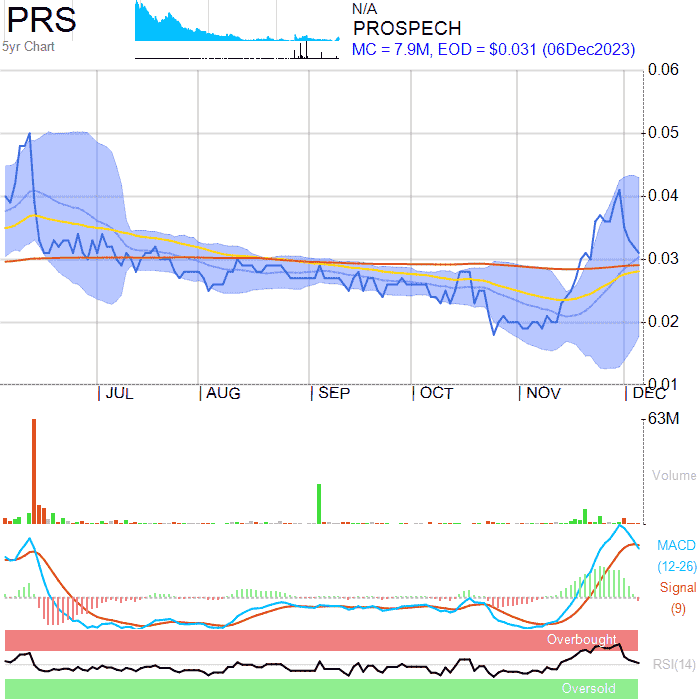 PRS
5yr Chart
N/A
PROSPECH
MC = 7.9M, EOD = $0.031 (06Dec2023)
0.06
0.05
0.04
0.03
0.02
0.01
JUL AUG SEP OCT NOV DEC
63M
Volume
MACD
(12-26)
Signal
(9)
Overbought
RSI(14)
Oversold